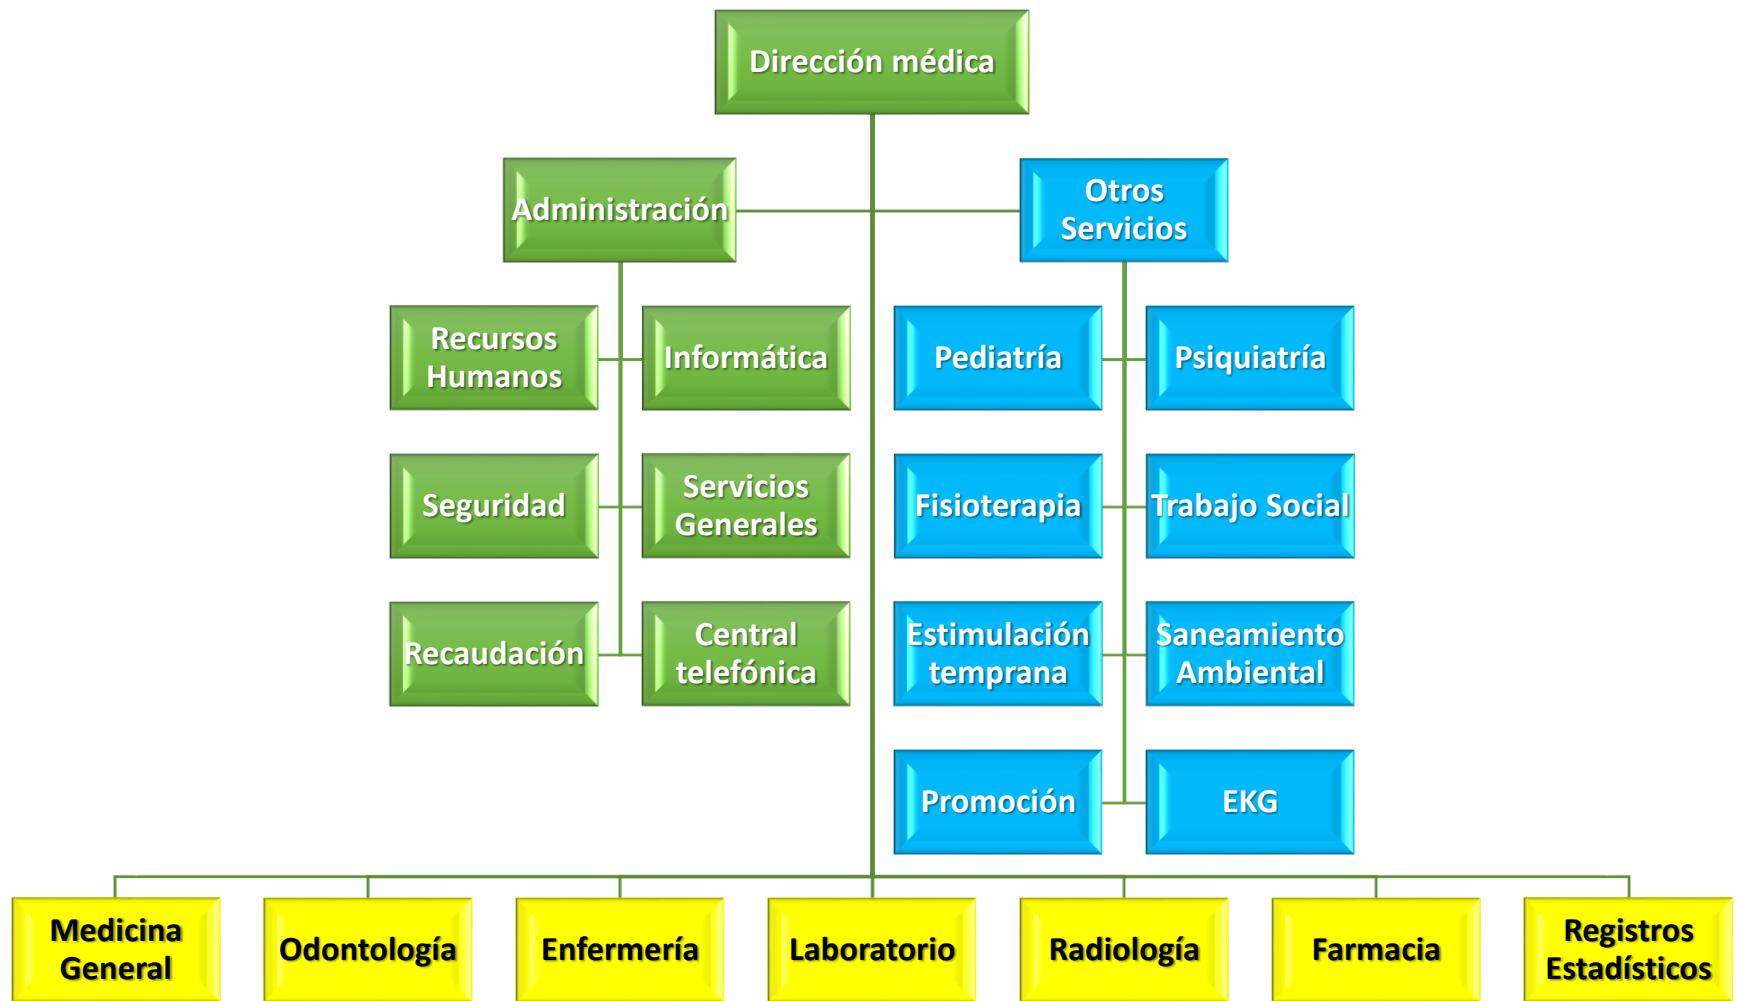 Dirección médica
Administración
Otros
Servicios
Recursos
Humanos
Informática
Pediatría
Psiquiatría
Seguridad
Servicios
Generales
Fisioterapia
Trabajo Social
Recaudación
Central
telefónica
Estimulación
temprana
Saneamiento
Ambiental
Promoción
EKG
Medicina
General
Odontología
Enfermería
Laboratorio
Radiología
Farmacia
Registros
Estadísticos